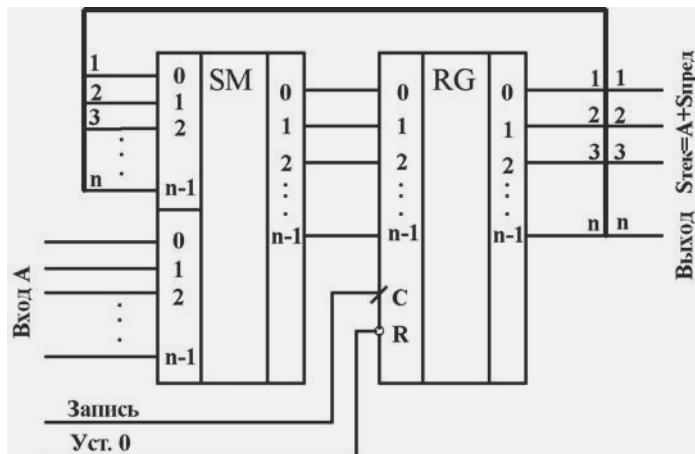 1 0 SM 0 0 RG 0 1 1
2 1 1 1 1 2 2
3 2 2 2 2 3 3
n n-1 n-1 n-1 n-1 n n
0
1
2
n-1
C
R
Вход А
Запись
Уст. 0
Выход Sтек=A+Sпред